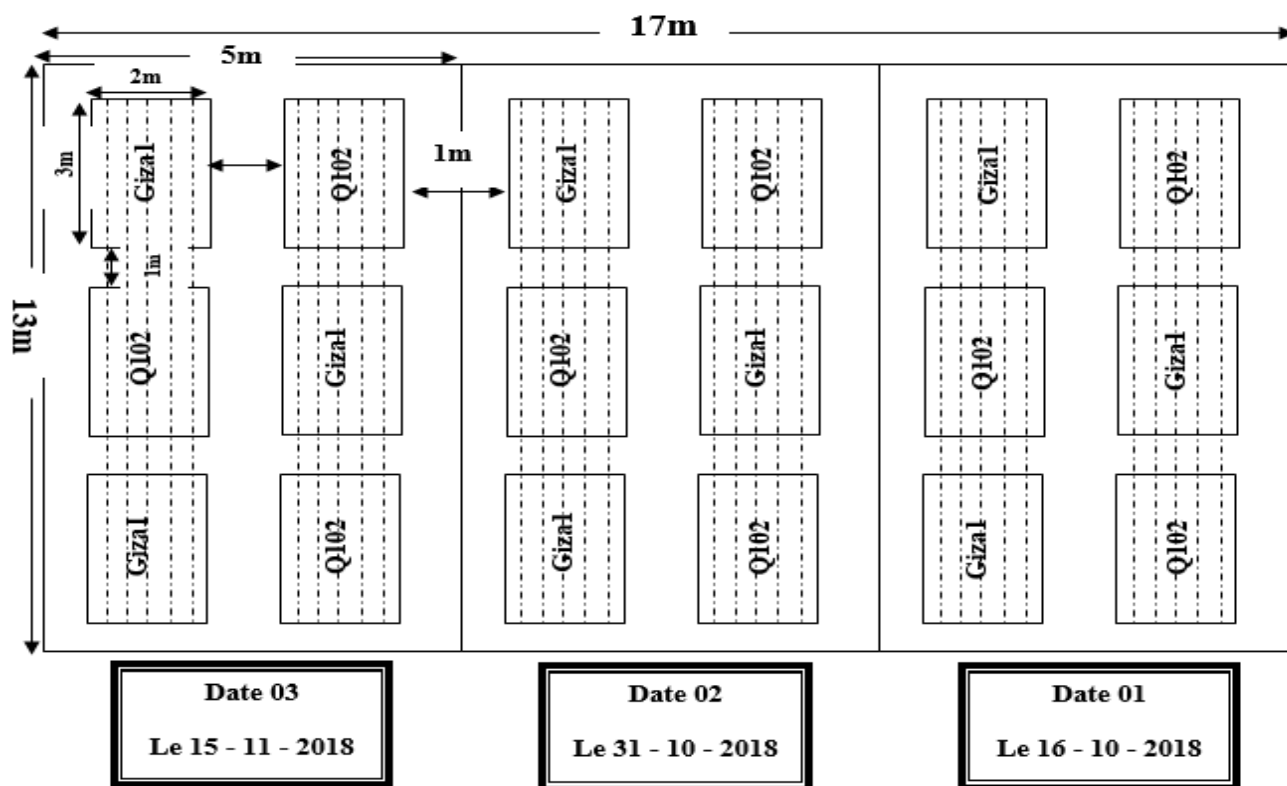 17m
5m
2m
3m
Giza1
Q102
1m
Giza1
Q102
Giza1
Q102
1m
13m
Q102
Giza1
Q102
Giza1
Q102
Giza1
Giza1
Q102
Giza1
Q102
Giza1
Q102
Date 03
Le 15 - 11 - 2018
Date 02
Le 31 - 10 - 2018
Date 01
Le 16 - 10 - 2018